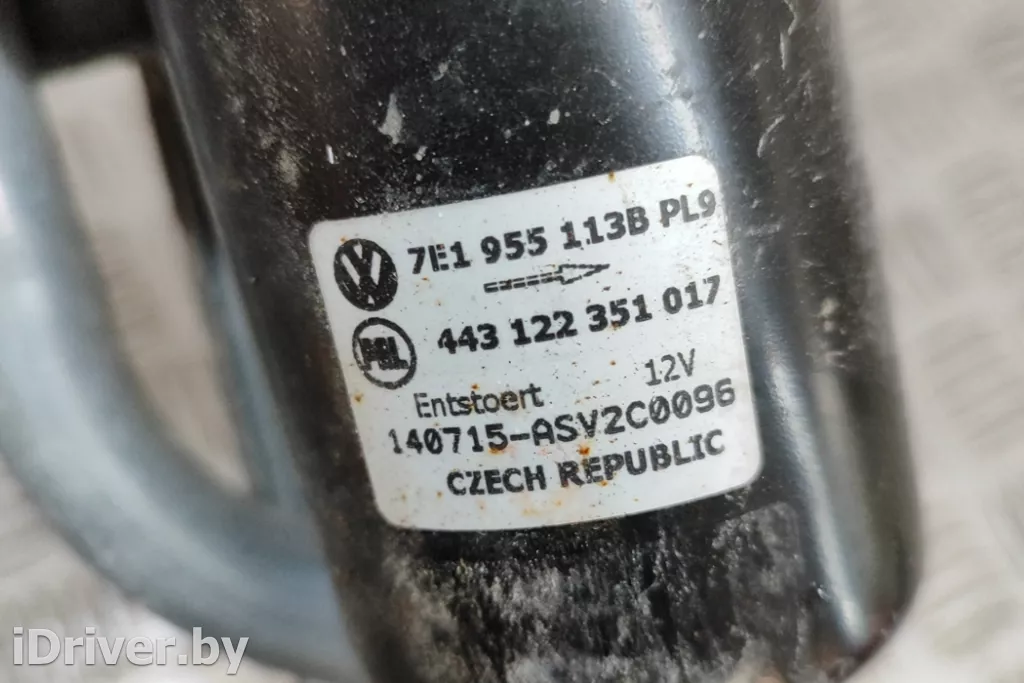 7E1 955 113B PL9
443 122 351 017
Entstoert 12V
140715-ASV2C0096
CZECH REPUBLIC
iDriver.by